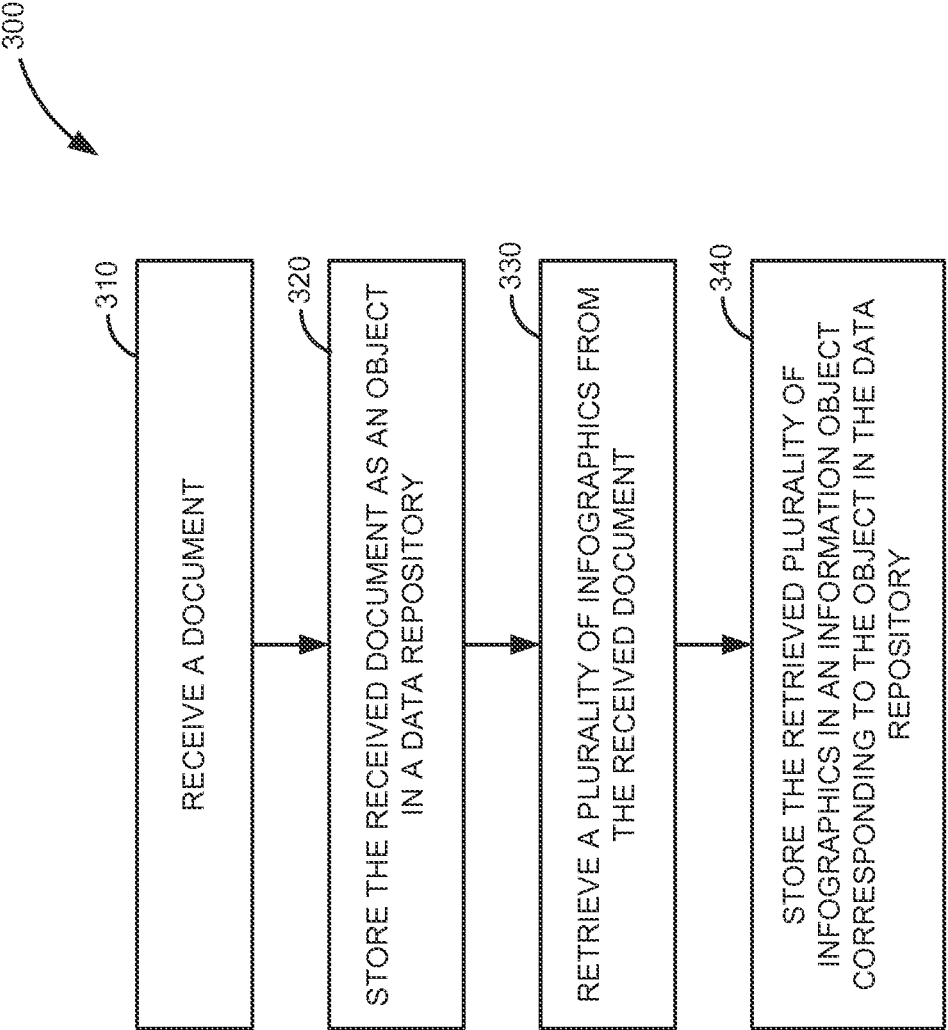 300
310
RECEIVE A DOCUMENT
320
STORE THE RECEIVED DOCUMENT AS AN OBJECT
IN A DATA REPOSITORY
330
RETRIEVE A PLURALITY OF INFOGRAPHICS FROM
THE RECEIVED DOCUMENT
340
STORE THE RETRIEVED PLURALITY OF
INFOGRAPHICS IN AN INFORMATION OBJECT
CORRESPONDING TO THE OBJECT IN THE DATA
REPOSITORY